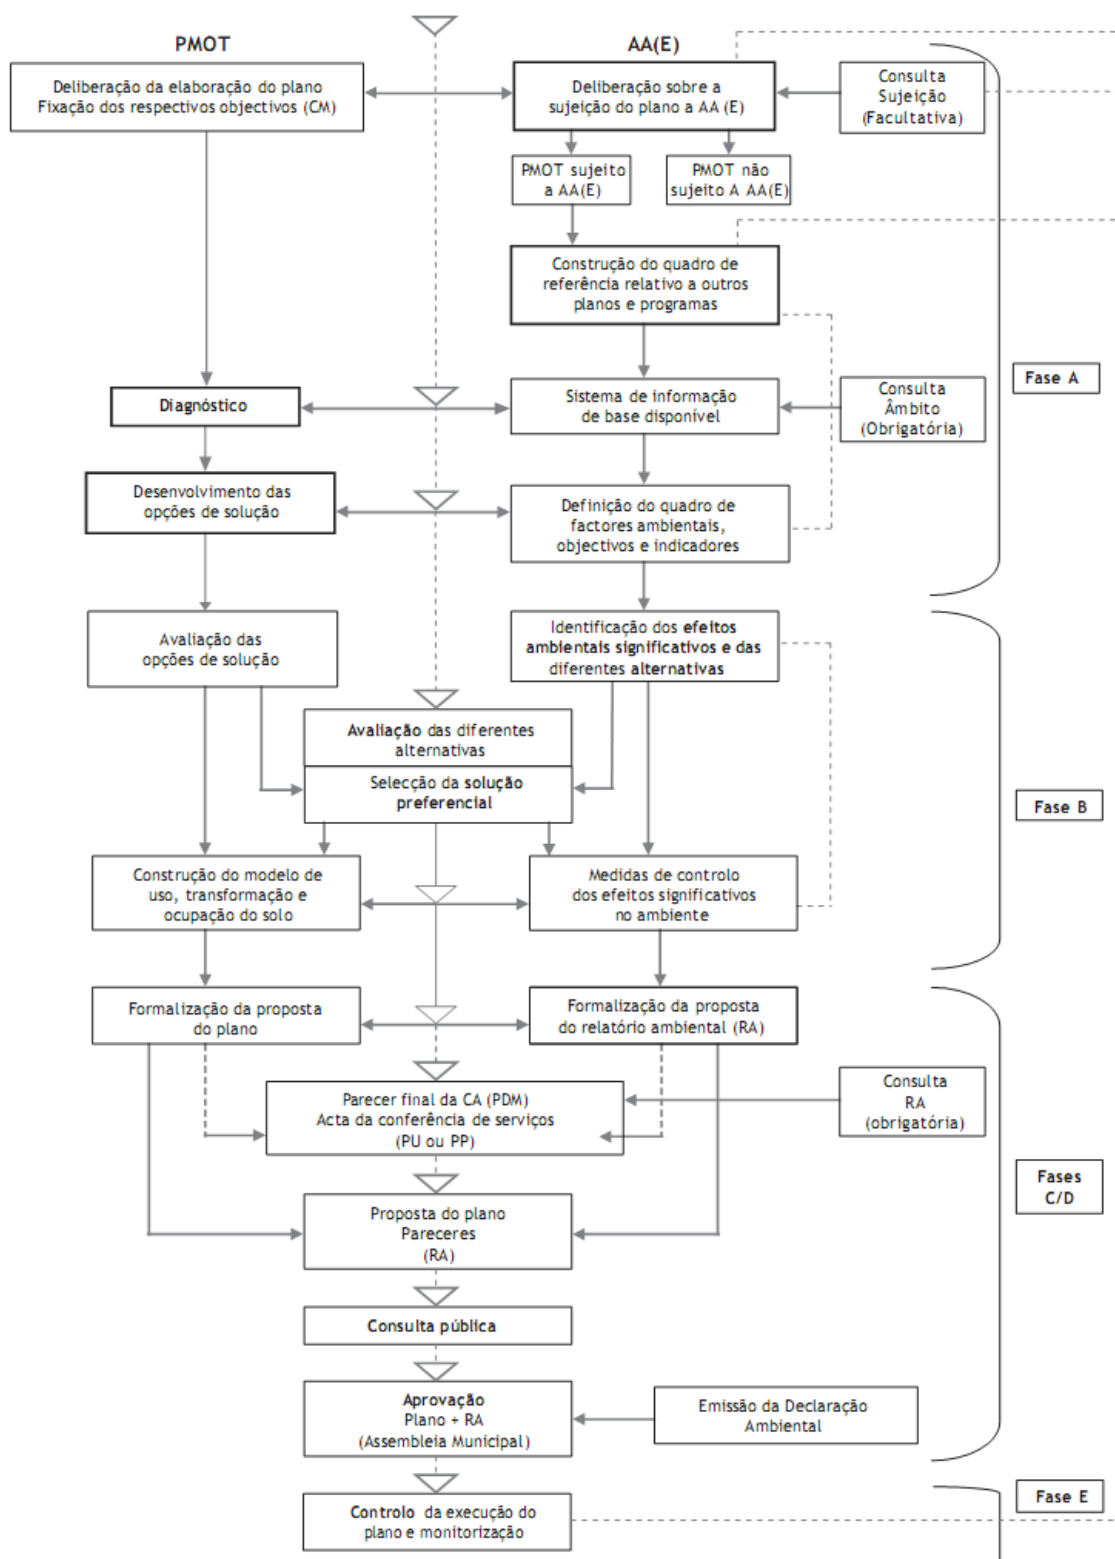 PMOT
AA(E)
Deliberação da elaboração do plano
Fixação dos respectivos objectivos (CM)
Deliberação sobre a
sujeição do plano a AA (E)
Consulta
Sujeição
(Facultativa)
PMOT sujeito
a AA(E)
PMOT não
sujeito A AA(E)
Construção do quadro de
referência relativo a outros
planos e programas
Fase A
Diagnóstico
Sistema de informação
de base disponível
Consulta
Âmbito
(Obrigatória)
Desenvolvimento das
opções de solução
Definição do quadro de
factores ambientais,
objectivos e indicadores
Avaliação das
opções de solução
Identificação dos efeitos
ambientais significativos e das
diferentes alternativas
Avaliação das diferentes
alternativas
Selecção da solução
preferencial
Fase B
Construção do modelo de
uso, transformação e
ocupação do solo
Medidas de controlo
dos efeitos significativos
no ambiente
Formalização da proposta
do plano
Formalização da proposta
do relatório ambiental (RA)
Parecer final da CA (PDM)
Acta da conferência de serviços
(PU ou PP)
Consulta
RA
(obrigatória)
Fases
C/D
Proposta do plano
Pareceres
(RA)
Consulta pública
Aprovação
Plano + RA
(Assembleia Municipal)
Emissão da Declaração
Ambiental
Controlo da execução do
plano e monitorização
Fase E